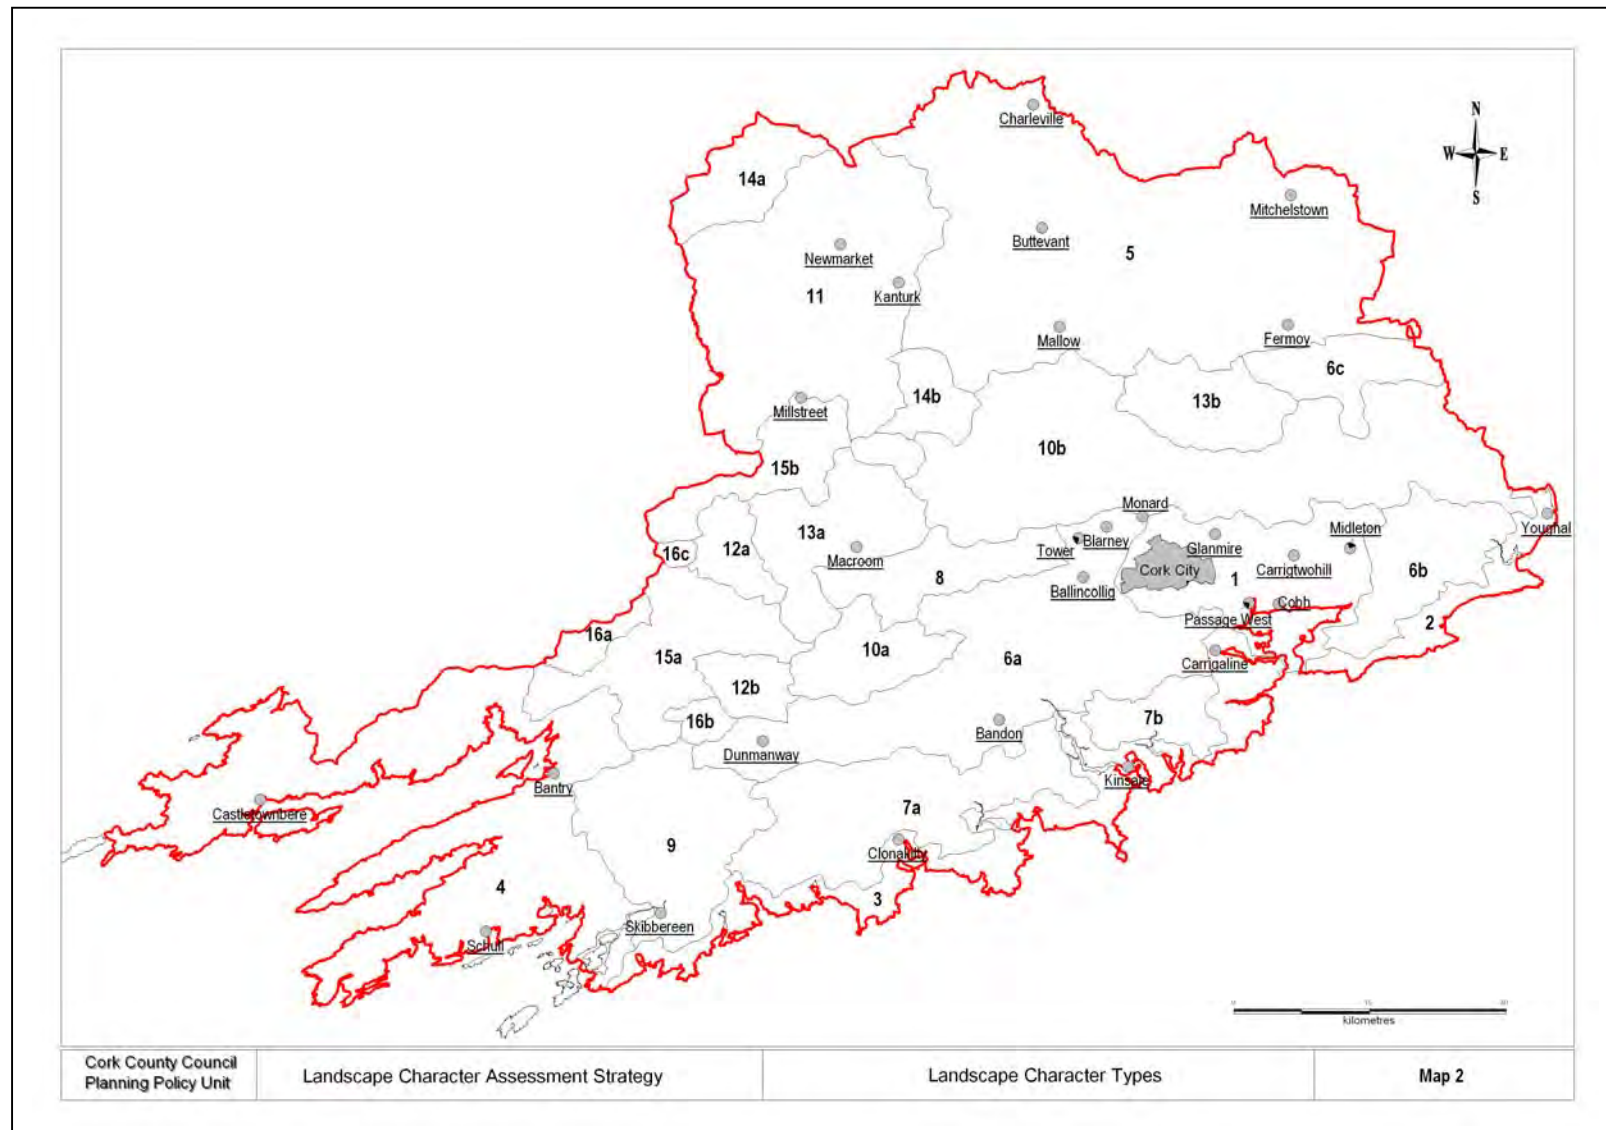 Charleville
N
W E
S
14a
Mitchelstown
Buttevant
Newmarket
5
Kanturk
11
Mallow
Fermoy
6c
14b
13b
Millstreet
10b
15b
Monard
Youghal
Midleton
13a
Blarney
Glanmire
Tower
12a
16c
Macroom
Carrigtwohill
Cork City
6b
8
1
Ballincollig
Cobh
Passage West
2
16a
10a
Carrigaline
15a
6a
12b
7b
16b
Bandon
Dunmanway
Kinsale
Bantry
7a
Castletownbere
9
Clonakilty
4
3
Skibbereen
Schull
0
kilometres
Cork County Council
Planning Policy Unit
Landscape Character Assessment Strategy
Landscape Character Types
Map 2